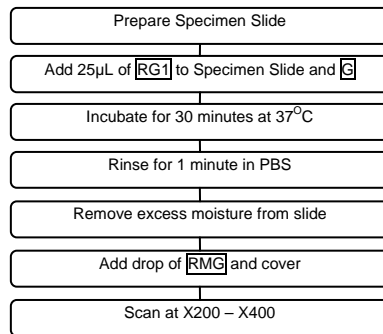 Prepare Specimen Slide
Add 25µL of RG1 to Specimen Slide and G
Incubate for 30 minutes at 37°C
Rinse for 1 minute in PBS
Remove excess moisture from slide
Add drop of RMG and cover
Scan at X200 – X400